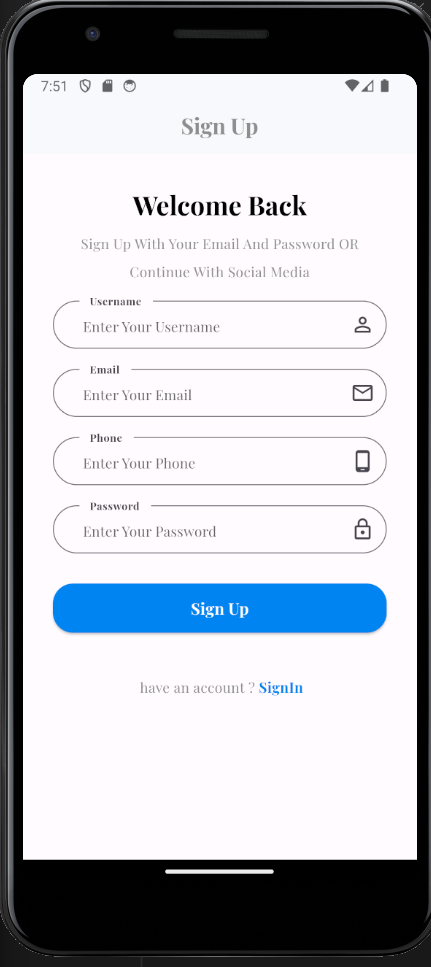 7:51
Sign Up
Welcome Back
Sign Up With Your Email And Password OR
Continue With Social Media
Username
Enter Your Username
Email
Enter Your Email
Phone
Enter Your Phone
Password
Enter Your Password
Sign Up
have an account ? SignIn